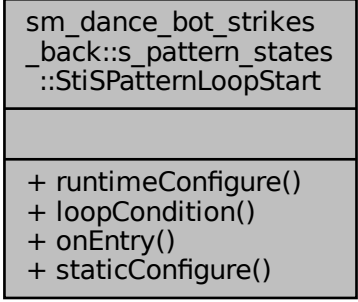 sm_dance_bot_strikes
_back::s_pattern_states
::StiSPatternLoopStart
+ runtimeConfigure()
+ loopCondition()
+ onEntry()
+ staticConfigure()